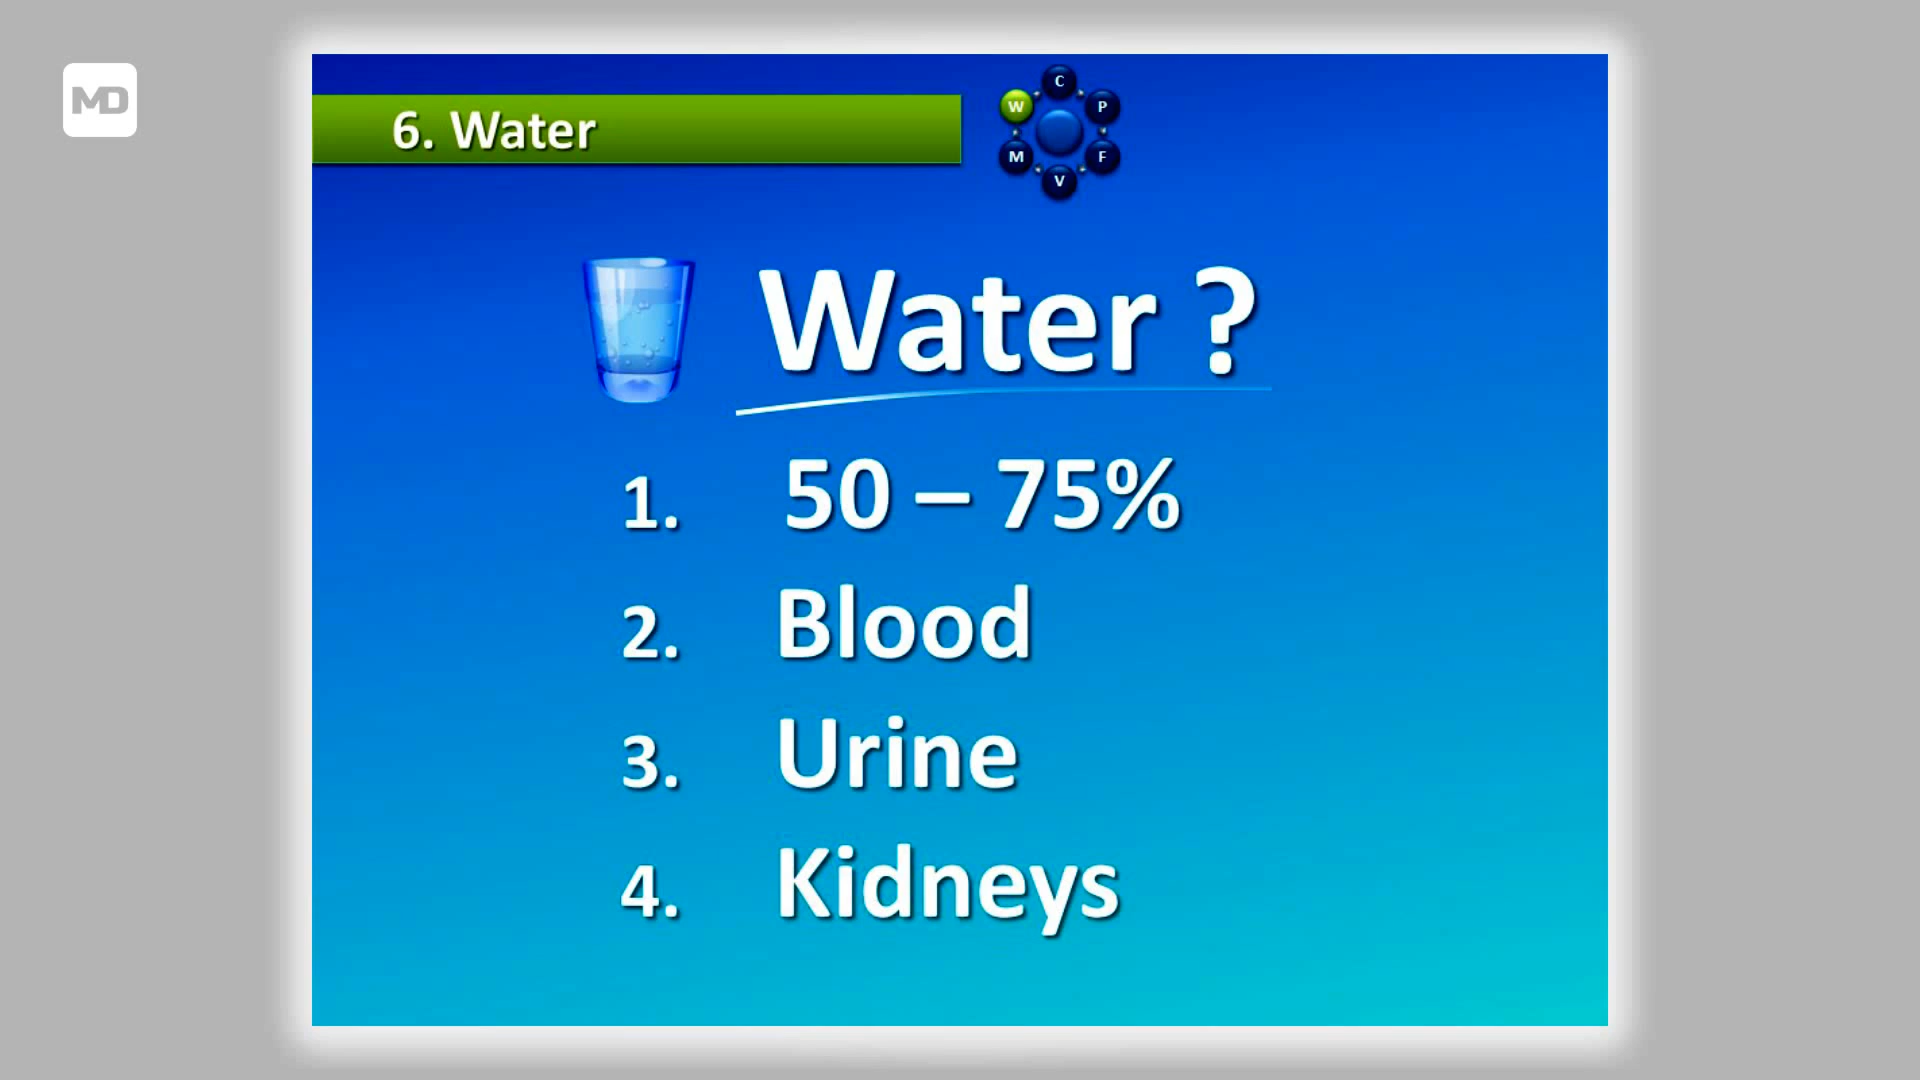 MD
6. Water
C
W
P
M
F
V
Water ?
1. 50 – 75%
2. Blood
3. Urine
4. Kidneys